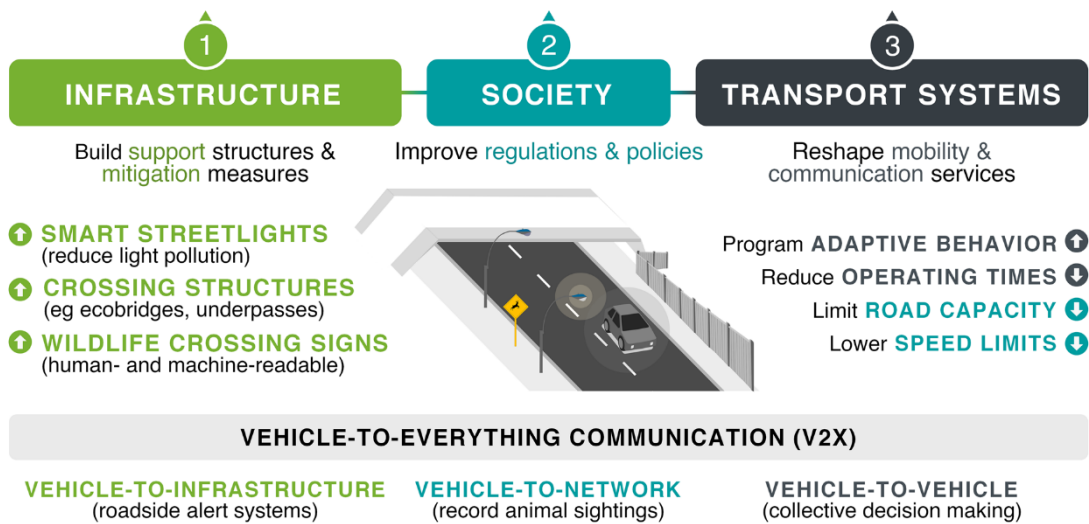 1
2
3
INFRASTRUCTURE
SOCIETY
TRANSPORT SYSTEMS
Build support structures &
mitigation measures
Improve regulations & policies
Reshape mobility &
communication services
SMART STREETLIGHTS
(reduce light pollution)
CROSSING STRUCTURES
(eg ecobridges, underpasses)
WILDLIFE CROSSING SIGNS
(human- and machine-readable)
Program ADAPTIVE BEHAVIOR
Reduce OPERATING TIMES
Limit ROAD CAPACITY
Lower SPEED LIMITS
VEHICLE-TO-EVERYTHING COMMUNICATION (V2X)
VEHICLE-TO-INFRASTRUCTURE
(roadside alert systems)
VEHICLE-TO-NETWORK
(record animal sightings)
VEHICLE-TO-VEHICLE
(collective decision making)